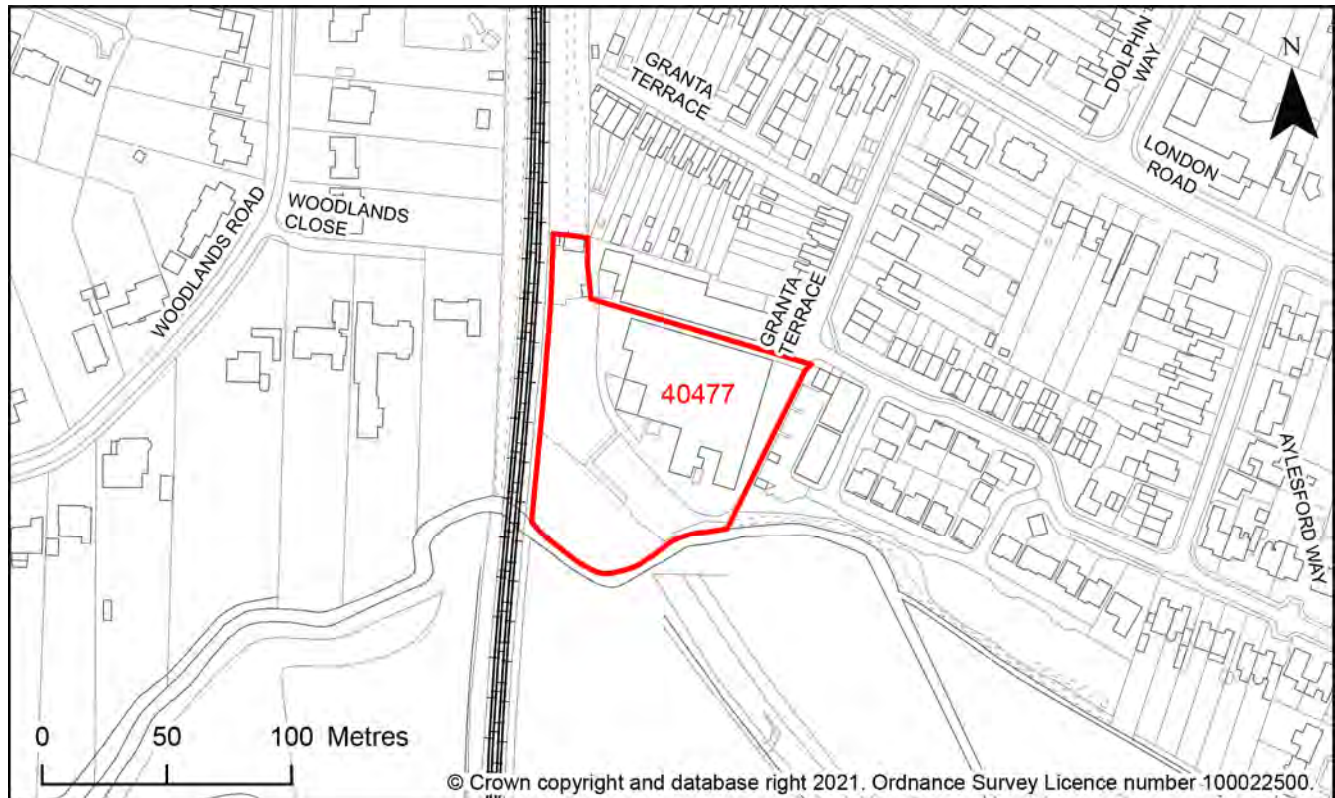 DOLPHIN
WAY
N
GRANTA
TERRACE
LONDON
ROAD
WOODLANDS ROAD
WOODLANDS
CLOSE
GRANTA
TERRACE
40477
AYLESFORD WAY
0 50 100 Metres
© Crown copyright and database right 2021. Ordnance Survey Licence number 100022500.